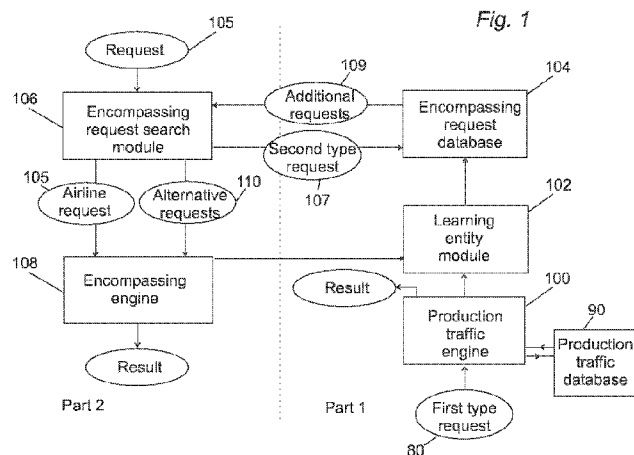 Fig. 1
105
Request
109
104
106
Encompassing
request search
module
Additional
requests
Encompassing
request
database
Second type
request
107
105
Airline
request
110
Alternative
requests
102
Learning
entity
module
108
Encompassing
engine
Result
100
Production
traffic
engine
90
Production
traffic
database
Result
Part 2
Part 1
First type
request
80